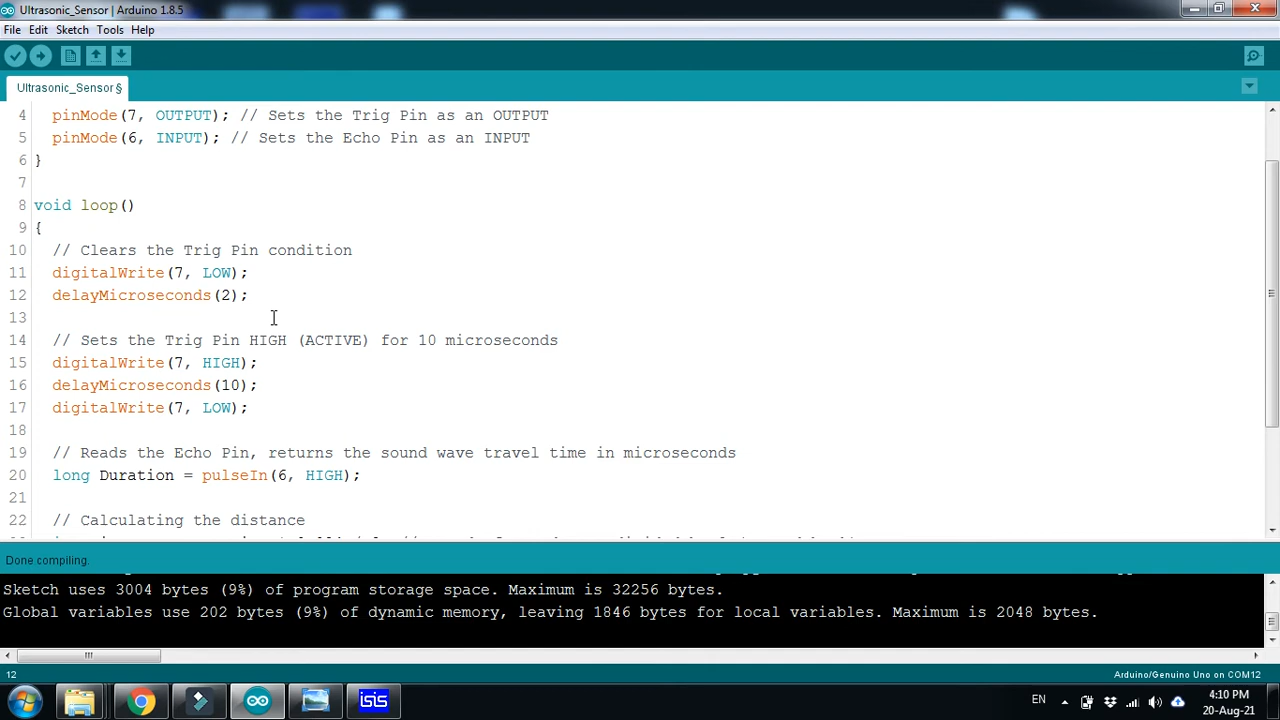 Ultrasonic_Sensor | Arduino 1.8.5
File Edit Sketch Tools Help
Ultrasonic_Sensor§
4 pinMode(7, OUTPUT); // Sets the Trig Pin as an OUTPUT
5 pinMode(6, INPUT); // Sets the Echo Pin as an INPUT
6 }
7
8 void loop()
9 {
10 // Clears the Trig Pin condition
11 digitalWrite(7, LOW);
12 delayMicroseconds(2);
13
14 // Sets the Trig Pin HIGH (ACTIVE) for 10 microseconds
15 digitalWrite(7, HIGH);
16 delayMicroseconds(10);
17 digitalWrite(7, LOW);
18
19 // Reads the Echo Pin, returns the sound wave travel time in microseconds
20 long Duration = pulseIn(6, HIGH);
21
22 // Calculating the distance
Done compiling.
Sketch uses 3004 bytes (9%) of program storage space. Maximum is 32256 bytes.
Global variables use 202 bytes (9%) of dynamic memory, leaving 1846 bytes for local variables. Maximum is 2048 bytes.
12
Arduino/Genuino Uno on COM12
isis
EN
4:10 PM
20-Aug-21